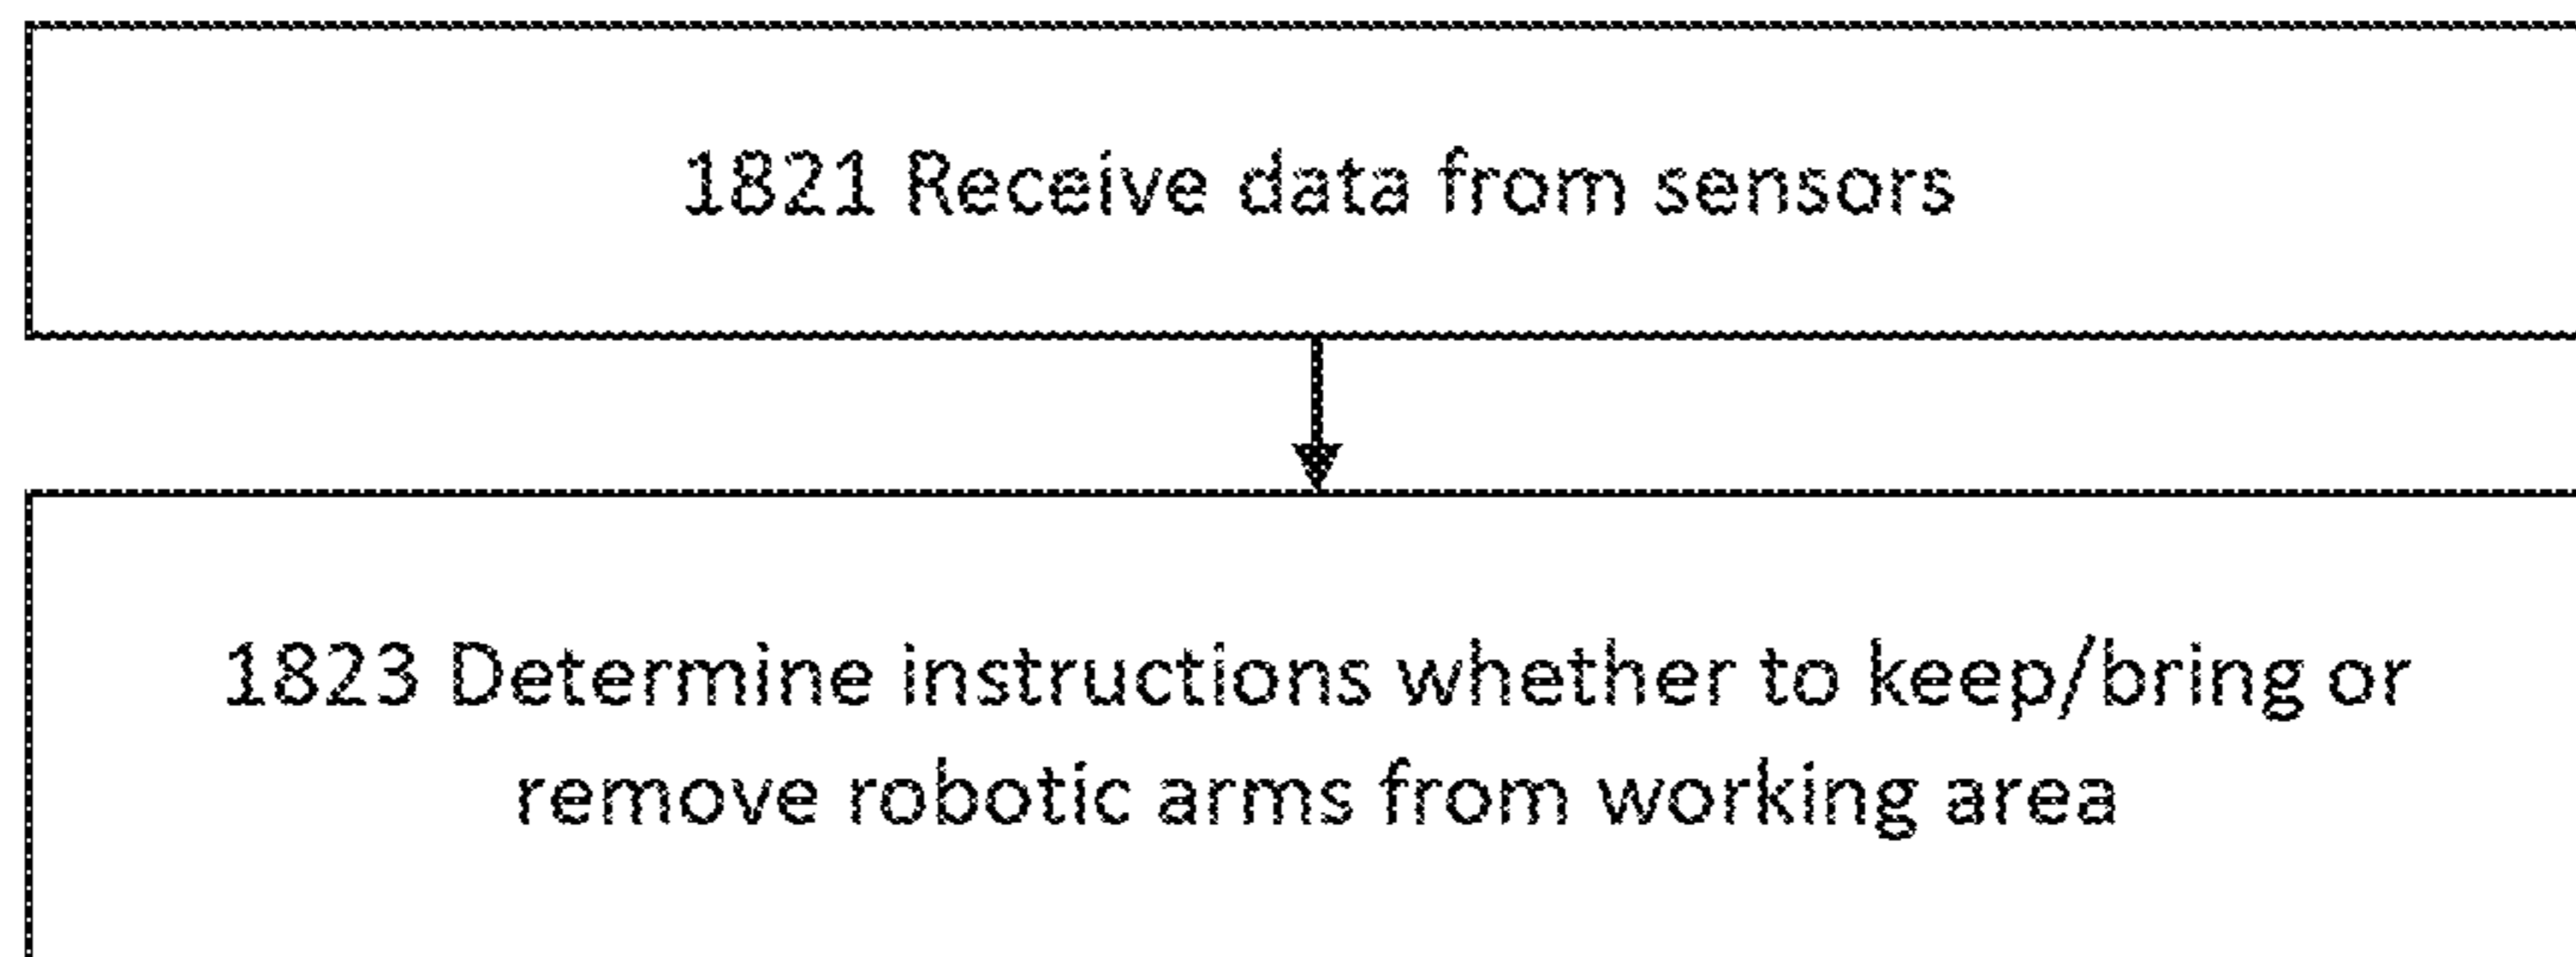 1821 Receive data from sensors
1823 Determine instructions whether to keep/bring or
remove robotic arms from working area